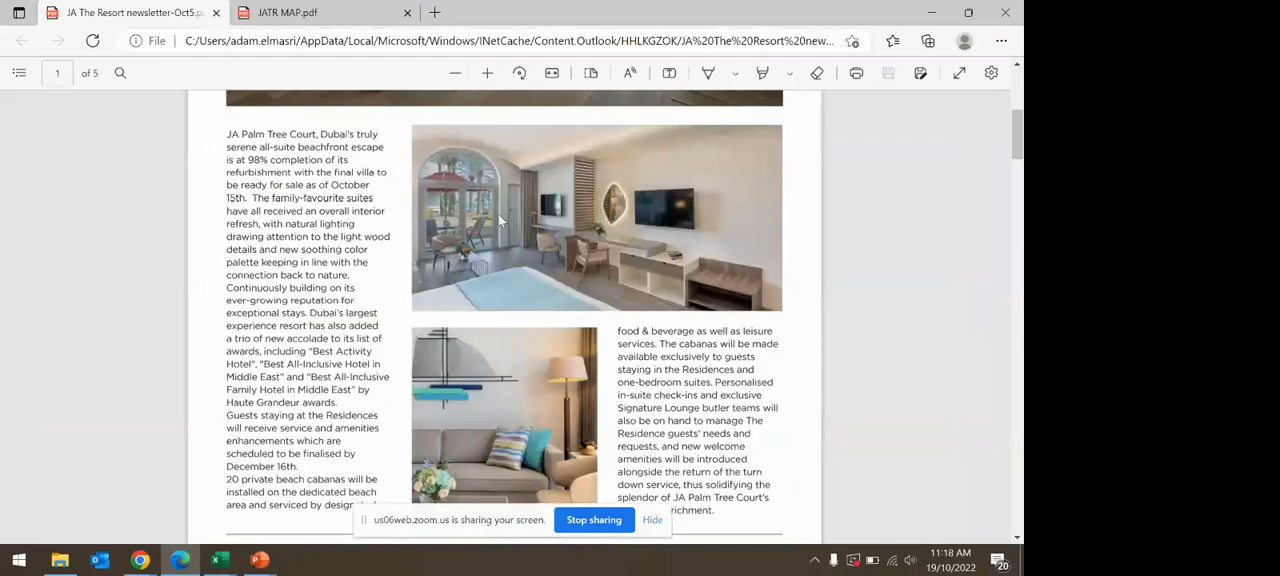 JA The Resort newsletter-Oct5.p
JATR MAP.pdf
File
C:/Users/adam.elmasri/AppData/Local/Microsoft/Windows/INetCache/Content.Outlook/HHLKGZOK/JA%20The%20Resort%20new...
1 of 5
JA Palm Tree Court, Dubai's truly
serene all-suite beachfront escape
is at 98% completion of its
refurbishment with the final villa to
be ready for sale as of October
15th. The family-favourite suites
have all received an overall interior
refresh, with natural lighting
drawing attention to the light wood
details and new soothing color
palette keeping in line with the
connection back to nature.
Continuously building on its
ever-growing reputation for
exceptional stays. Dubai's largest
experience resort has also added
a trio of new accolade to its list of
awards, including "Best Activity
Hotel", "Best All-Inclusive Hotel in
Middle East" and "Best All-Inclusive
Family Hotel in Middle East" by
Haute Grandeur awards.
Guests staying at the Residences
will receive service and amenities
enhancements which are
scheduled to be finalised by
December 16th.
20 private beach cabanas will be
installed on the dedicated beach
area and serviced by
food & beverage as well as leisure
services. The cabanas will be made
available exclusively to guests
staying in the Residences and
one-bedroom suites. Personalised
in-suite check-ins and exclusive
Signature Lounge butler teams will
also be on hand to manage The
Residence guests' needs and
requests, and new welcome
amenities will be introduced
alongside the return of the turn
down service, thus solidifying the
splendor of JA Palm Tree Court's
richment.
us06web.zoom.us is sharing your screen.
Stop sharing
Hide
11:18 AM
19/10/2022
20